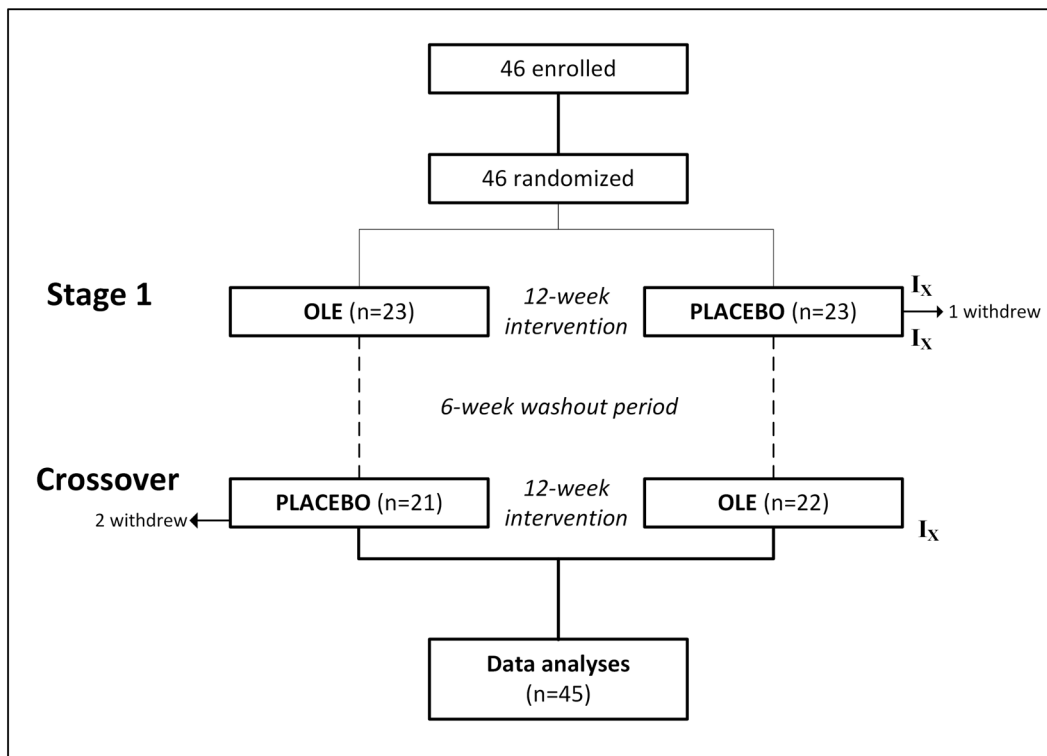 46 enrolled
46 randomized
Stage 1
OLE (n=23)
12-week
intervention
PLACEBO (n=23)
Iₓ
1 withdrew
Iₓ
6-week washout period
Crossover
2 withdrew
PLACEBO (n=21)
12-week
intervention
OLE (n=22)
Iₓ
Data analyses
(n=45)